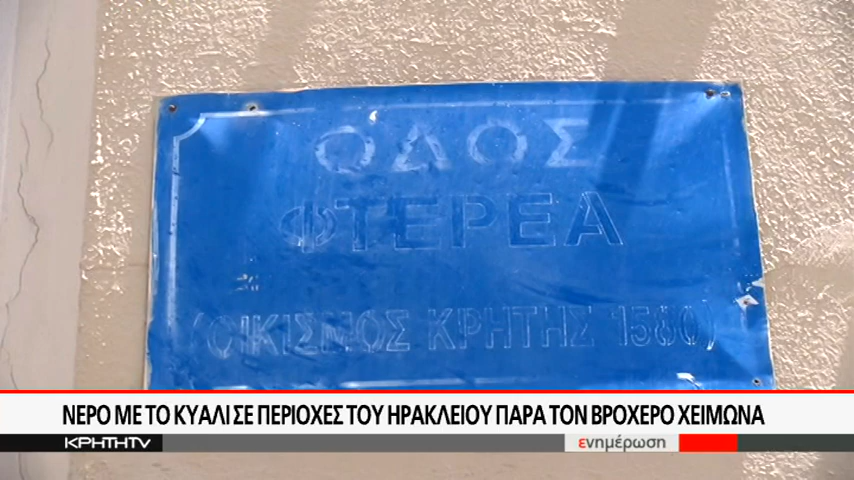 ΟΔΟΣ
ΦΤΕΡΕΑ
(ΟΙΚΙΣΜΟΣ ΚΡΗΤΗΣ 1580)
ΝΕΡΟ ΜΕ ΤΟ ΚΥΑΛΙ ΣΕ ΠΕΡΙΟΧΕΣ ΤΟΥ ΗΡΑΚΛΕΙΟΥ ΠΑΡΑ ΤΟΝ ΒΡΟΧΕΡΟ ΧΕΙΜΩΝΑ
ΚΡΗΤΗTV
ενημέρωση